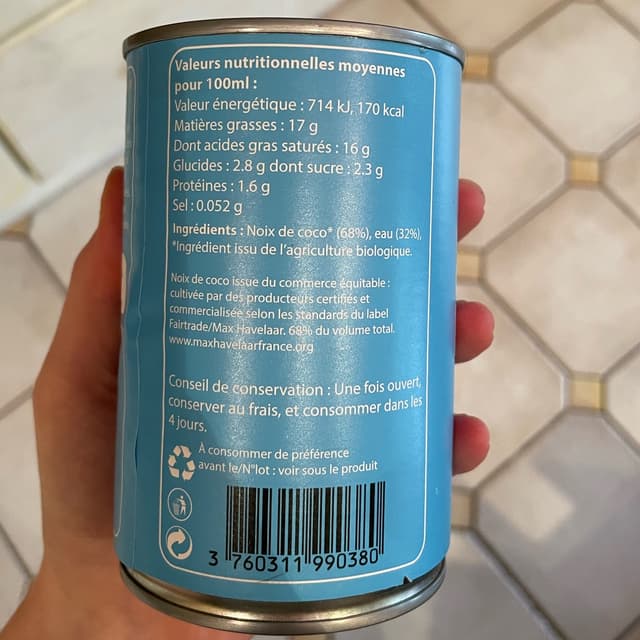 Valeurs nutritionnelles moyennes
pour 100ml :
Valeur énergétique : 714 kJ, 170 kcal
Matières grasses : 17 g
Dont acides gras saturés : 16 g
Glucides : 2.8 g dont sucre : 2.3 g
Protéines : 1.6 g
Sel : 0.052 g
Ingrédients : Noix de coco* (68%), eau (32%),
*Ingrédient issu de l'agriculture biologique.
Noix de coco issue du commerce équitable :
cultivée par des producteurs certifiés et
commercialisée selon les standards du label
Fairtrade/Max Havelaar. 68% du volume total.
www.maxhavelaarfrance.org
Conseil de conservation : Une fois ouvert,
conserver au frais, et consommer dans les
4 jours.
À consommer de préférence
avant le/N°lot : voir sous le produit
3 760311 990380